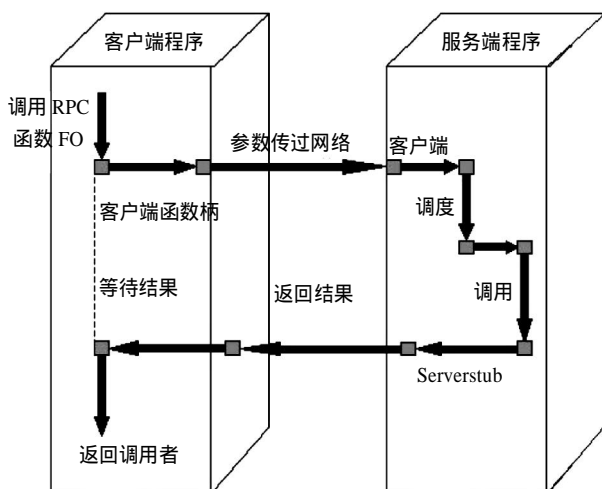 客户端程序
服务端程序
调用 RPC
函数 FO
参数传过网络
客户端
客户端函数柄
调度
等待结果
返回结果
调用
Serverstub
返回调用者